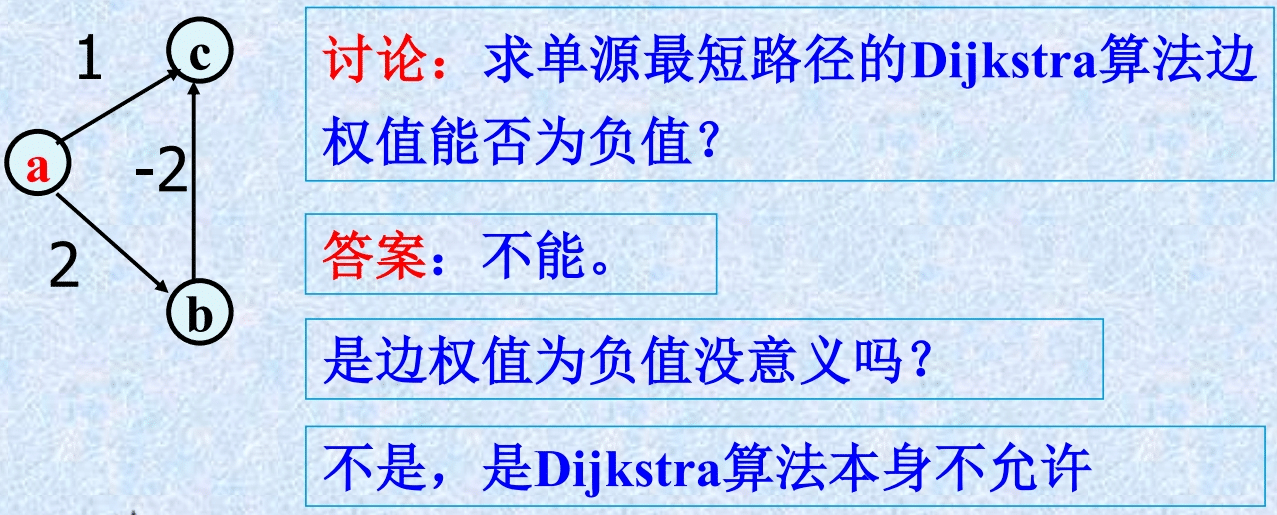 1
c
a
-2
2
b
讨论：求单源最短路径的Dijkstra算法边
权值能否为负值？
答案：不能。
是边权值为负值没意义吗？
不是，是Dijkstra算法本身不允许